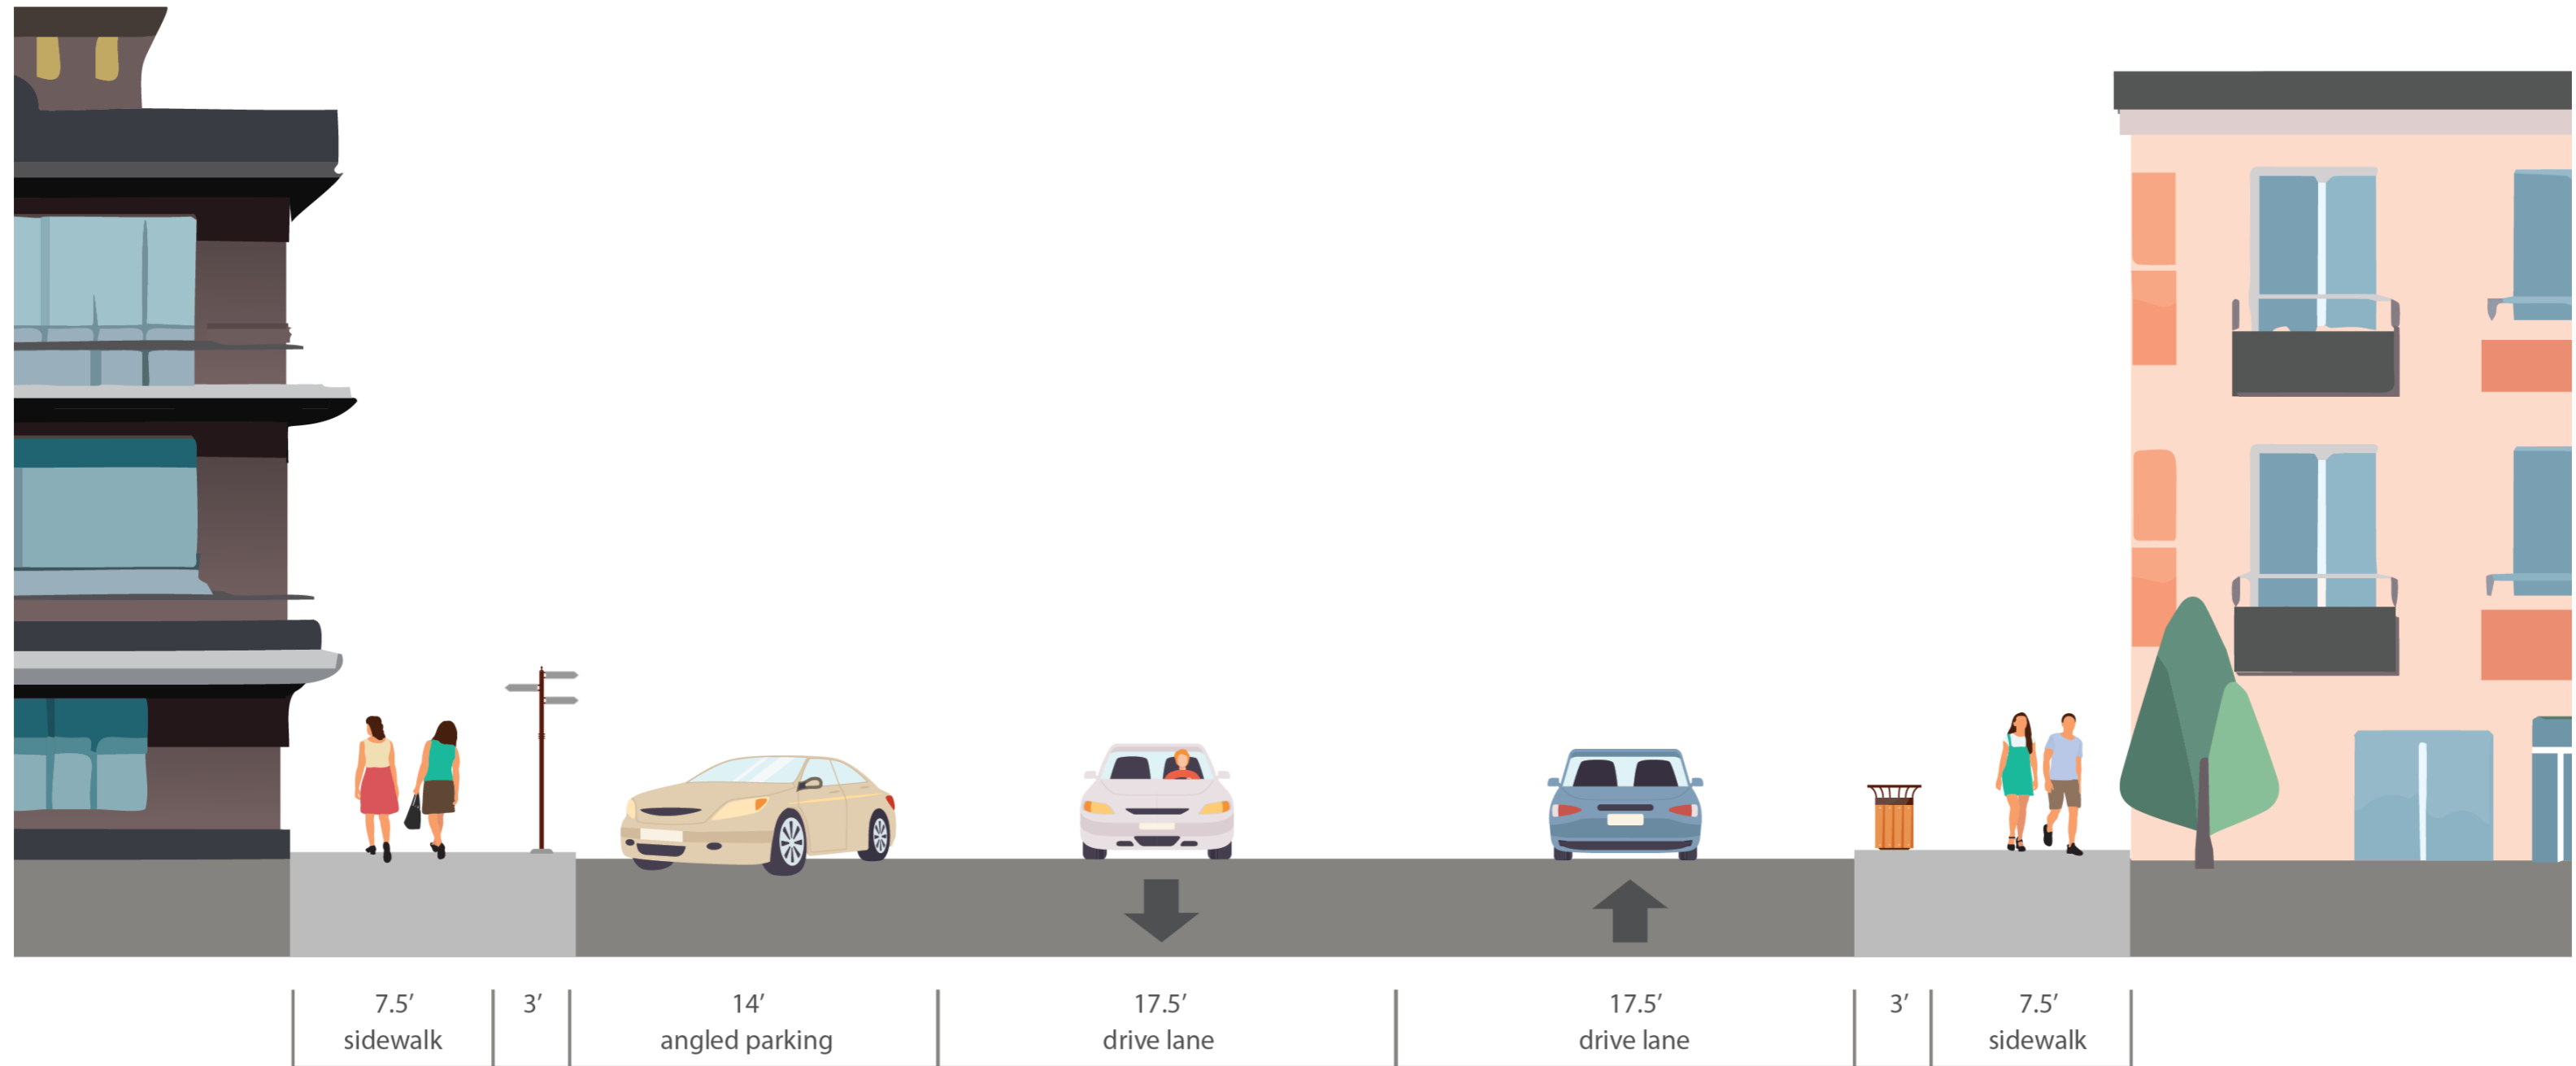 7.5’
sidewalk
3’
14’
angled parking
17.5’
drive lane
17.5’
drive lane
3’
7.5’
sidewalk